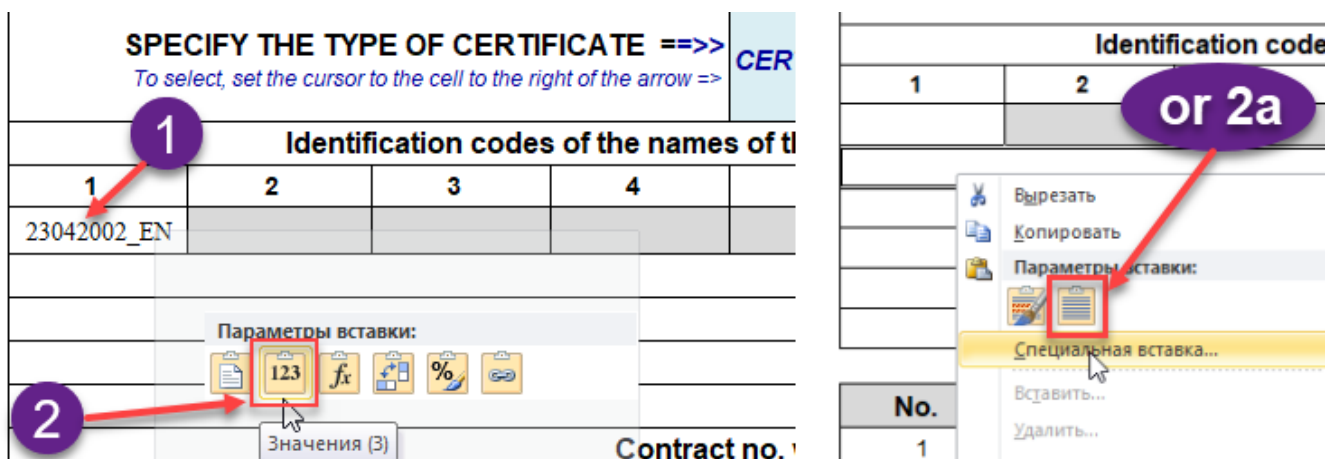 SPECIFY THE TYPE OF CERTIFICATE ==>>
To select, set the cursor to the cell to the right of the arrow =>
CER
1
Identification codes of the names of t
1 2 3 4
23042002_EN
Параметры вставки:
123 fx %
2
Значения (3)
Contract no.
Identification code
1 2
or 2a
Вырезать
Копировать
Параметры вставки:
Специальная вставка...
Вставить...
Удалить...
No.
1